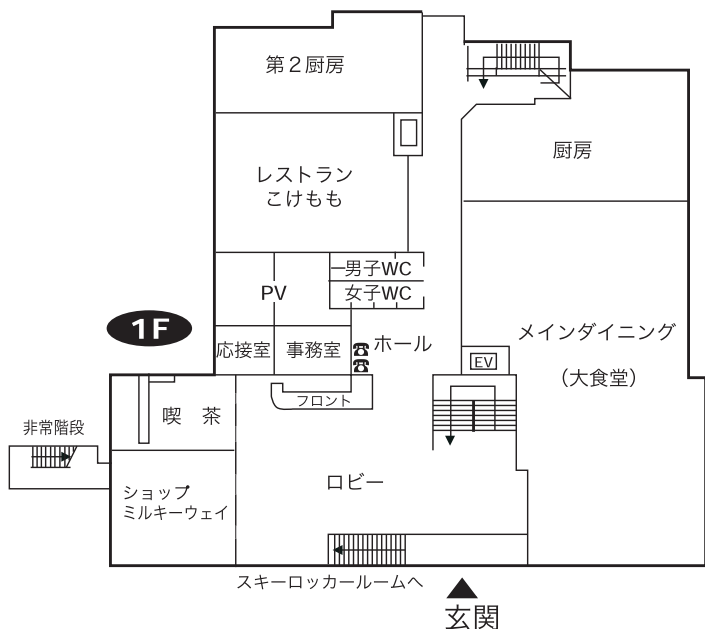 第2厨房
厨房
レストラン
こけもも
男子WC
女子WC
PV
1F
応接室
事務室
ホール
メインダイニング
(大食堂)
EV
フロント
喫 茶
非常階段
ロビー
ショップ
ミルキーウェイ
スキーロッカールームへ
玄関